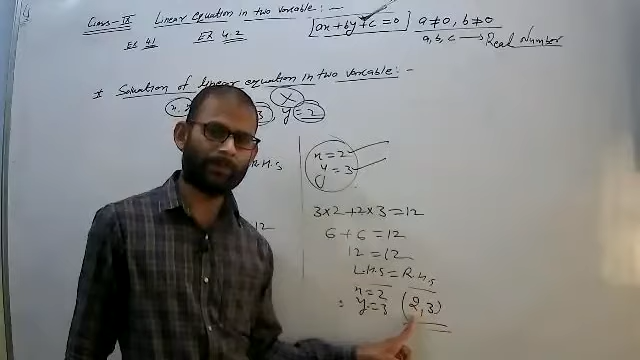 Class-IX Linear equation in two variable:-
[ax+by+c=0] a≠0, b≠0
a, b, c → Real Number
Ex 4.1 Ex 4.2
* Solution of linear equation in two variable:-
X
3, y=2
R.H.S
12
x=2
y=3
3×2+2×3=12
6+6=12
12=12
L.H.S=R.H.S
x=2
y=3 (2,3)